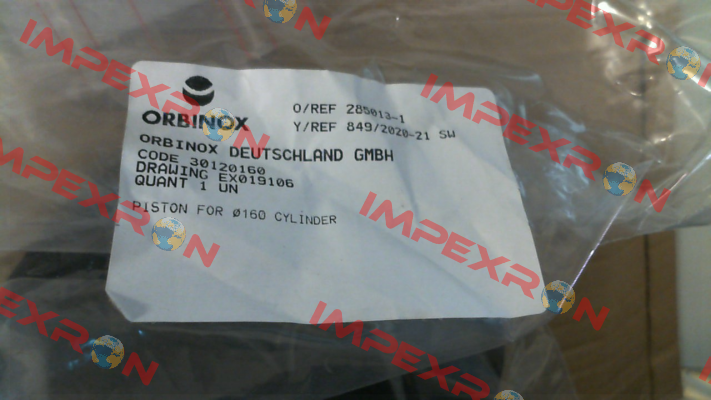 ORBINOX
O/REF 285013-1
Y/REF 849/2020-21 SW
ORBINOX DEUTSCHLAND GMBH
CODE 30120160
DRAWING EX019106
QUANT 1 UN
PISTON FOR Ø160 CYLINDER
IMPEXRON
IMPEXRON
IMPEXRON
IMPEXRON
IMPEXRON
IMPEXRON
IMPEXRON